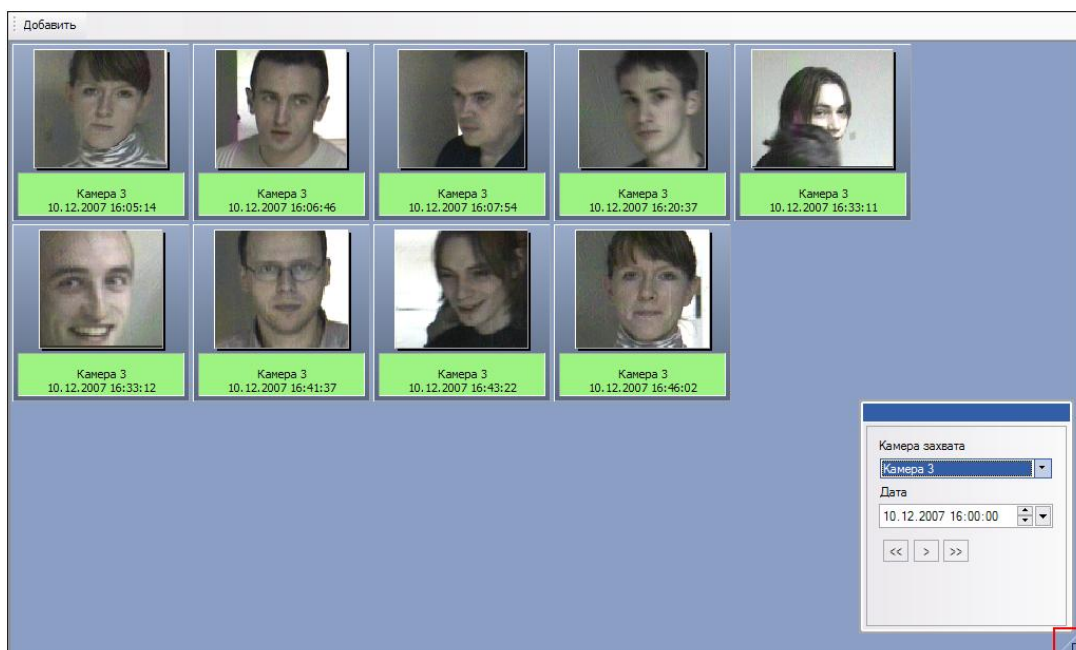 Добавить
Камера 3
10.12.2007 16:05:14
Камера 3
10.12.2007 16:06:46
Камера 3
10.12.2007 16:07:54
Камера 3
10.12.2007 16:20:37
Камера 3
10.12.2007 16:33:11
Камера 3
10.12.2007 16:33:12
Камера 3
10.12.2007 16:41:37
Камера 3
10.12.2007 16:43:22
Камера 3
10.12.2007 16:46:02
Камера захвата
Камера 3
Дата
10.12.2007 16:00:00
<< > >>